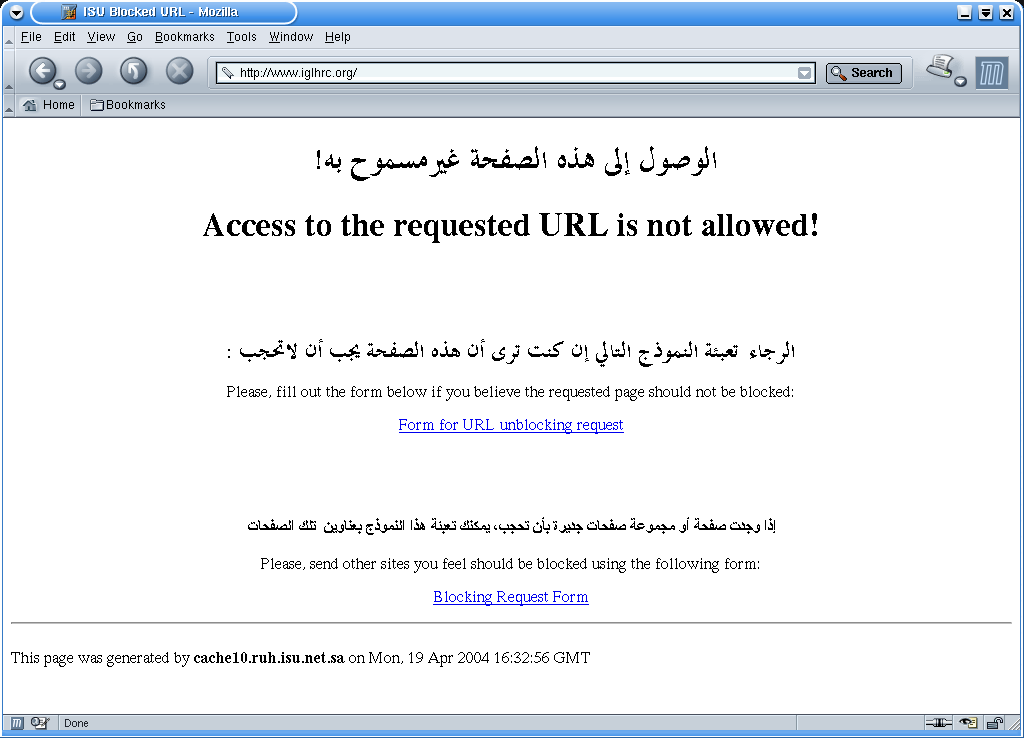 ISU Blocked URL - Mozilla
File Edit View Go Bookmarks Tools Window Help
http://www.iglhrc.org/ Search
Home Bookmarks
الوصول إلى هذه الصفحة غيرمسموح به!
Access to the requested URL is not allowed!
الرجاء تعبئة النموذج التالي إن كنت ترى أن هذه الصفحة يجب أن لاتحجب :
Please, fill out the form below if you believe the requested page should not be blocked:
Form for URL unblocking request
إذا وجدت صفحة أو مجموعة صفحات جديرة بأن تحجب، يمكنك تعبئة هذا النموذج بعناوين تلك الصفحات
Please, send other sites you feel should be blocked using the following form:
Blocking Request Form
This page was generated by cache10.ruh.isu.net.sa on Mon, 19 Apr 2004 16:32:56 GMT
Done